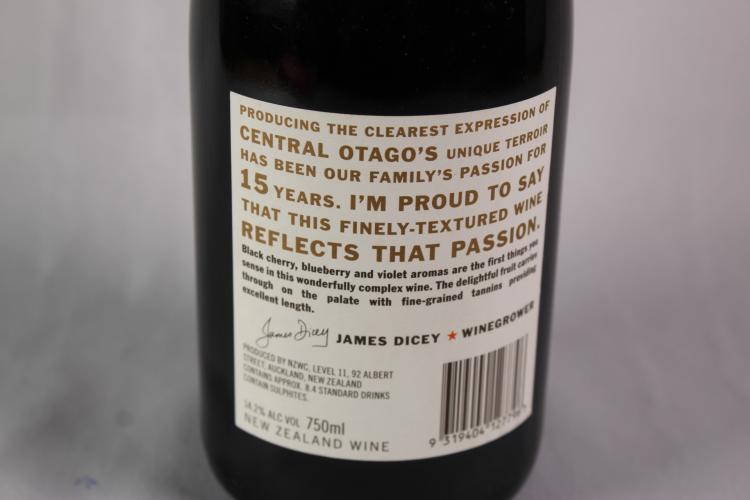 PRODUCING THE CLEAREST EXPRESSION OF
CENTRAL OTAGO'S UNIQUE TERROIR
HAS BEEN OUR FAMILY'S PASSION FOR
15 YEARS. I'M PROUD TO SAY
THAT THIS FINELY-TEXTURED WINE
REFLECTS THAT PASSION.
Black cherry, blueberry and violet aromas are the first things you
sense in this wonderfully complex wine. The delightful fruit carries
through on the palate with fine-grained tannins providing
excellent length.
James Dicey JAMES DICEY ★ WINEGROWER
PRODUCED BY NZWC, LEVEL 11, 92 ALBERT
STREET, AUCKLAND, NEW ZEALAND
CONTAINS APPROX. 8.4 STANDARD DRINKS
CONTAIN SULPHITES.
14.2% ALC VOL 750ml
NEW ZEALAND WINE
9 319404